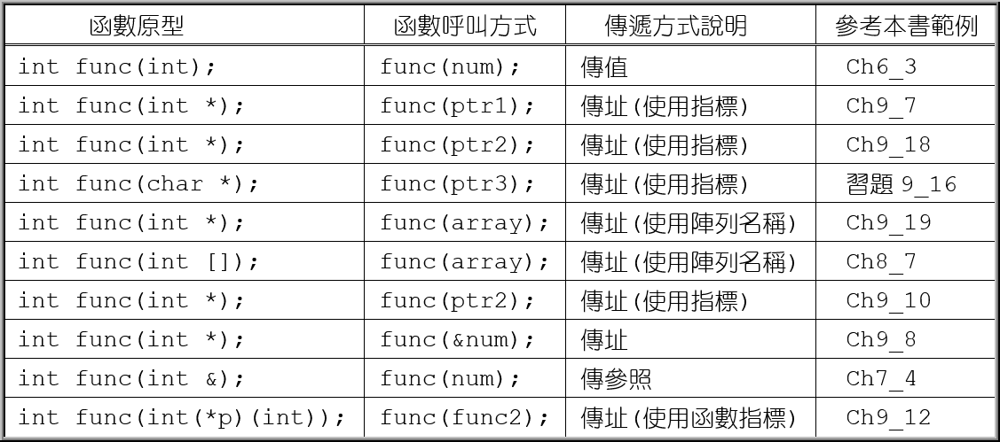 函數原型 函數呼叫方式 傳遞方式說明 參考本書範例
int func(int); func(num); 傳值 Ch6_3
int func(int *); func(ptr1); 傳址(使用指標) Ch9_7
int func(int *); func(ptr2); 傳址(使用指標) Ch9_18
int func(char *); func(ptr3); 傳址(使用指標) 習題 9_16
int func(int *); func(array); 傳址(使用陣列名稱) Ch9_19
int func(int []); func(array); 傳址(使用陣列名稱) Ch8_7
int func(int *); func(ptr2); 傳址(使用指標) Ch9_10
int func(int *); func(&num); 傳址 Ch9_8
int func(int &); func(num); 傳參照 Ch7_4
int func(int(*p)(int)); func(func2); 傳址(使用函數指標) Ch9_12